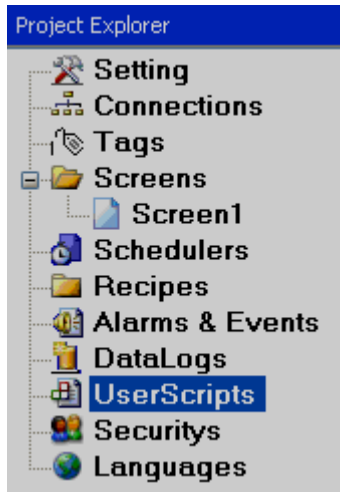 Project Explorer
Setting
Connections
Tags
Screens
Screen1
Schedulers
Recipes
Alarms & Events
DataLogs
UserScripts
Securitys
Languages